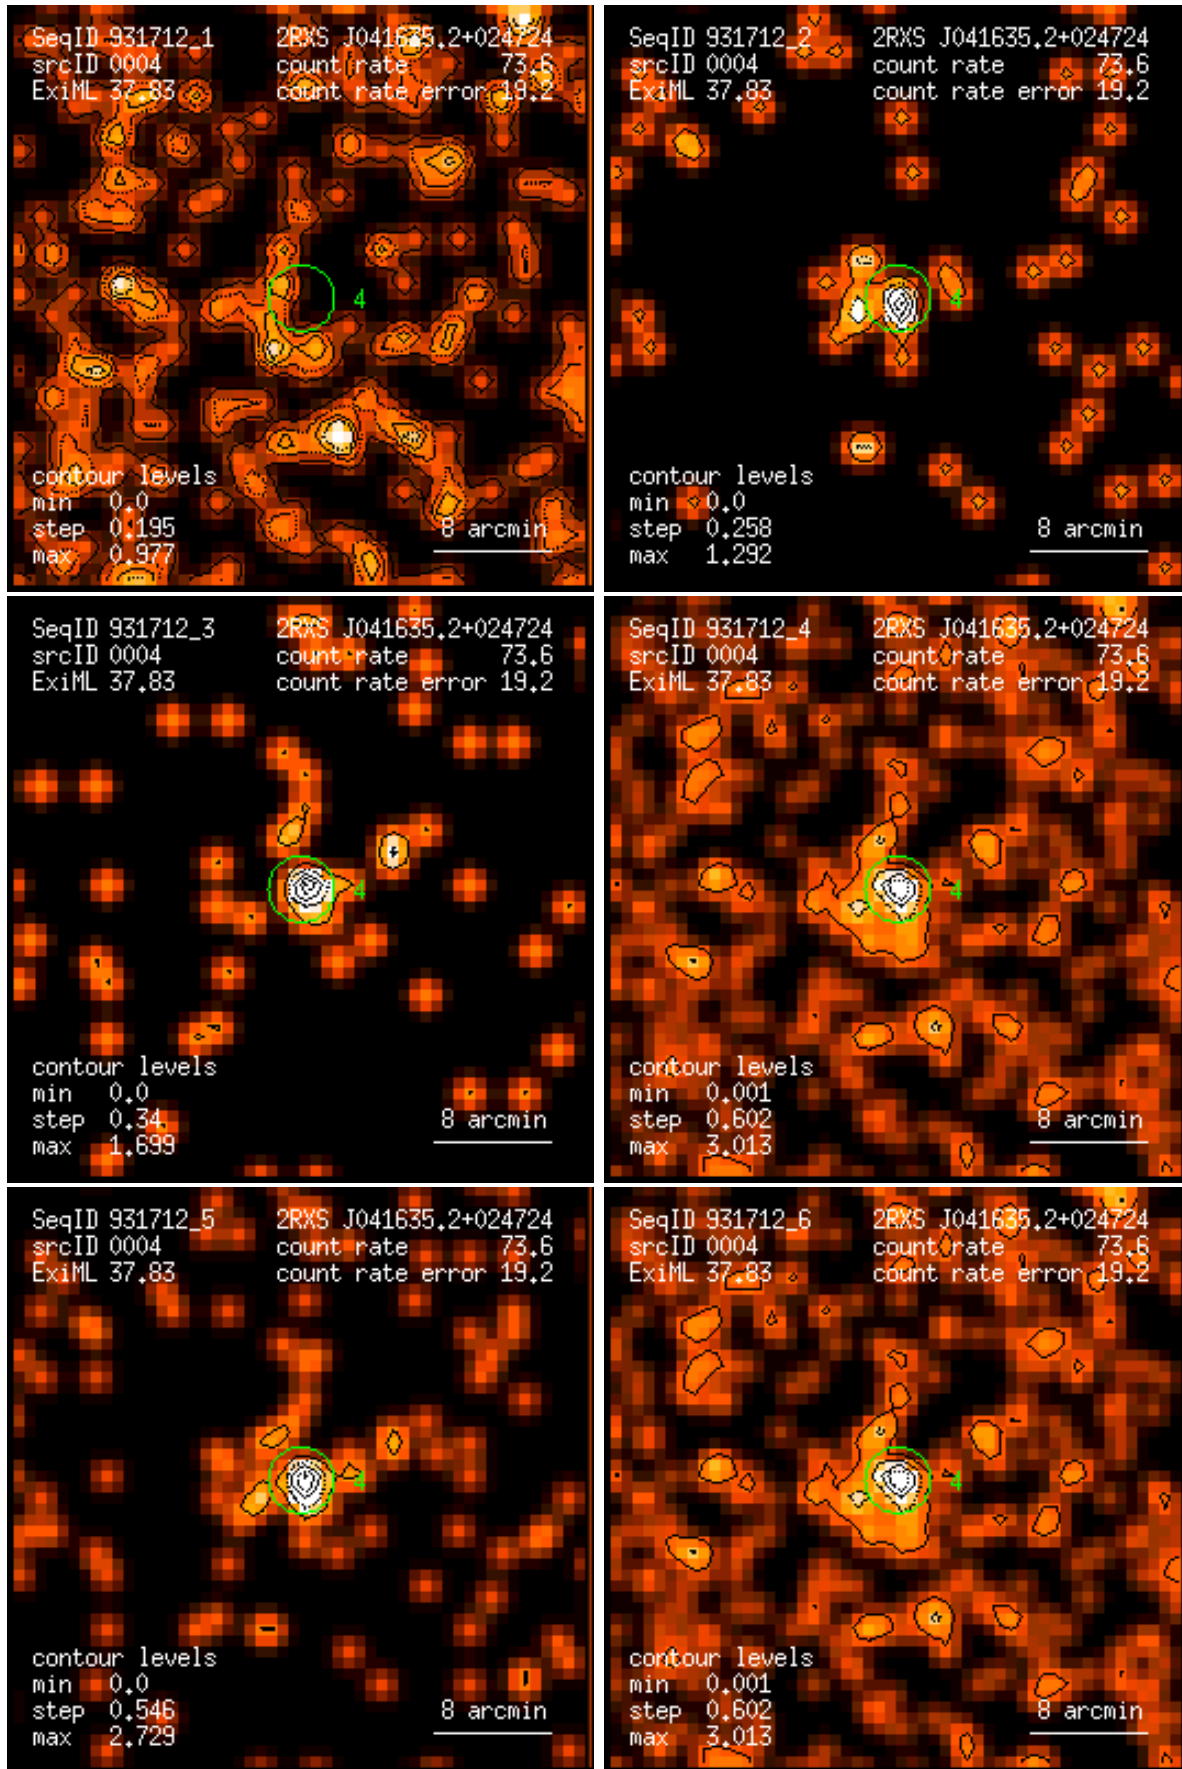 SeqID 931712_1 2RXS J041635.2+024724
srcID 0004 count rate 73.6
ExiML 37.83 count rate error 19.2
4
contour levels
min 0.0
step 0.195 8 arcmin
max 0.977
SeqID 931712_2 2RXS J041635.2+024724
srcID 0004 count rate 73.6
ExiML 37.83 count rate error 19.2
4
contour levels
min 0.0
step 0.258 8 arcmin
max 1.292
SeqID 931712_3 2RXS J041635.2+024724
srcID 0004 count rate 73.6
ExiML 37.83 count rate error 19.2
4
contour levels
min 0.0
step 0.34 8 arcmin
max 1.699
SeqID 931712_4 2RXS J041635.2+024724
srcID 0004 count rate 73.6
ExiML 37.83 count rate error 19.2
4
contour levels
min 0.001
step 0.602 8 arcmin
max 3.013
SeqID 931712_5 2RXS J041635.2+024724
srcID 0004 count rate 73.6
ExiML 37.83 count rate error 19.2
4
contour levels
min 0.0
step 0.546 8 arcmin
max 2.729
SeqID 931712_6 2RXS J041635.2+024724
srcID 0004 count rate 73.6
ExiML 37.83 count rate error 19.2
4
contour levels
min 0.001
step 0.602 8 arcmin
max 3.013